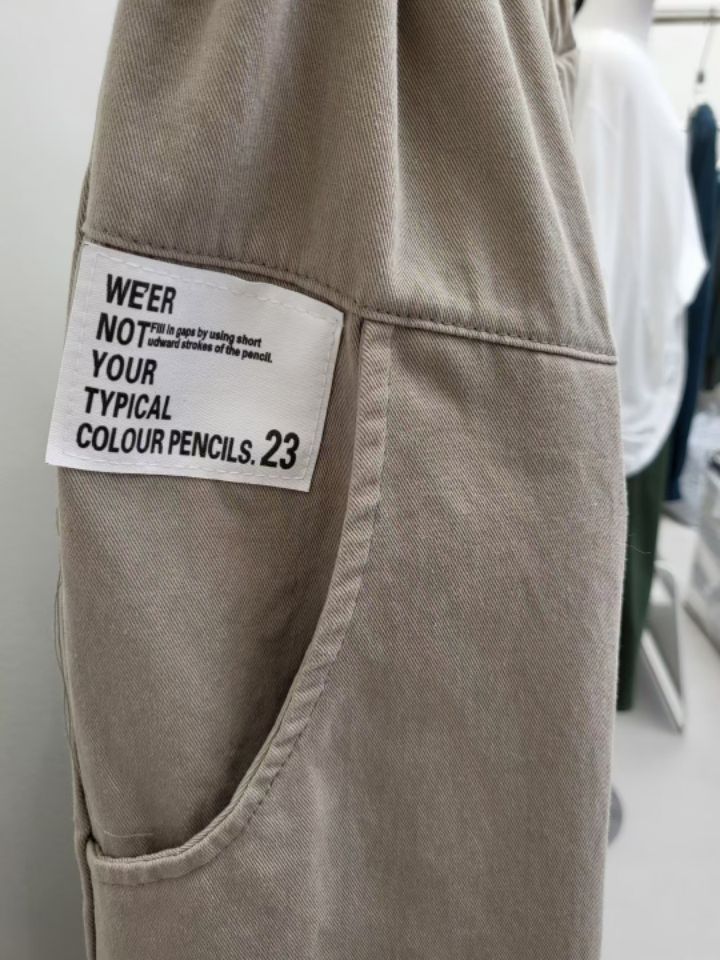 WE'ER
NOT Fill in gaps by using short
udward strokes of the pencil.
YOUR
TYPICAL
COLOUR PENCILS. 23